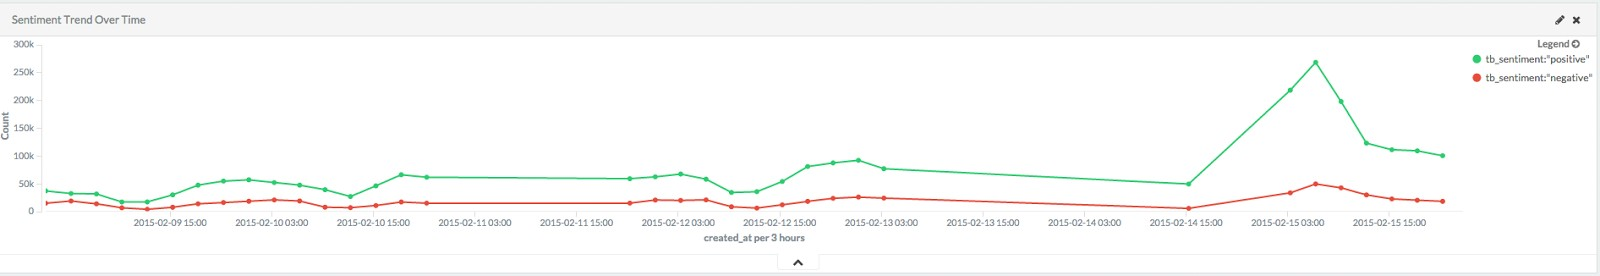 Sentiment Trend Over Time
Legend
tb_sentiment:"positive"
tb_sentiment:"negative"
Count
300k
250k
200k
150k
100k
50k
0
2015-02-09 15:00 2015-02-10 03:00 2015-02-10 15:00 2015-02-11 03:00 2015-02-11 15:00 2015-02-12 03:00 2015-02-12 15:00 2015-02-13 03:00 2015-02-13 15:00 2015-02-14 03:00 2015-02-14 15:00 2015-02-15 03:00 2015-02-15 15:00
created_at per 3 hours